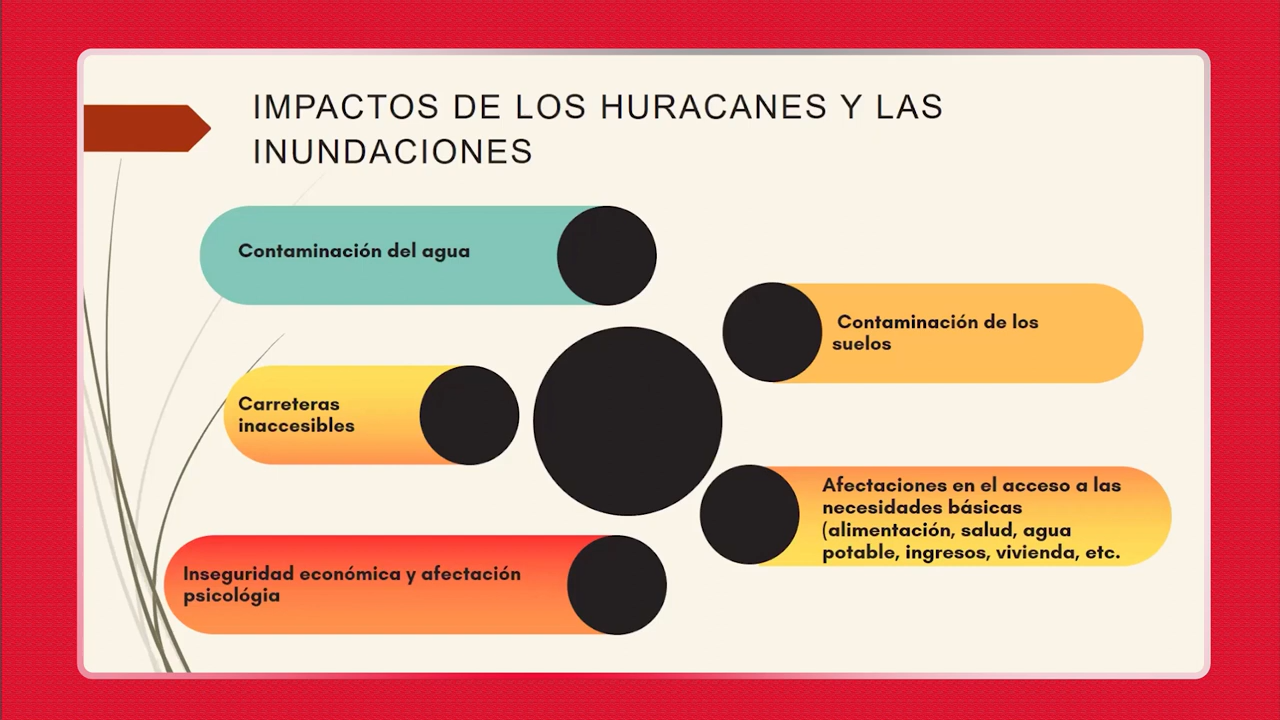 IMPACTOS DE LOS HURACANES Y LAS
INUNDACIONES
Contaminación del agua
Contaminación de los
suelos
Carreteras
inaccesibles
Afectaciones en el acceso a las
necesidades básicas
(alimentación, salud, agua
potable, ingresos, vivienda, etc.
Inseguridad económica y afectación
psicológia